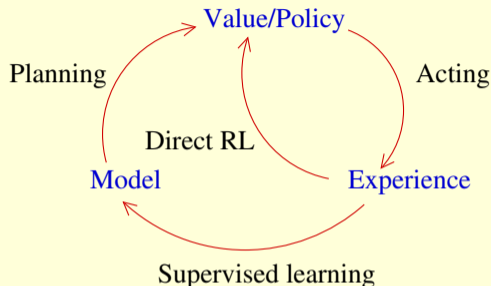 Value/Policy
Planning
Acting
Direct RL
Model
Experience
Supervised learning